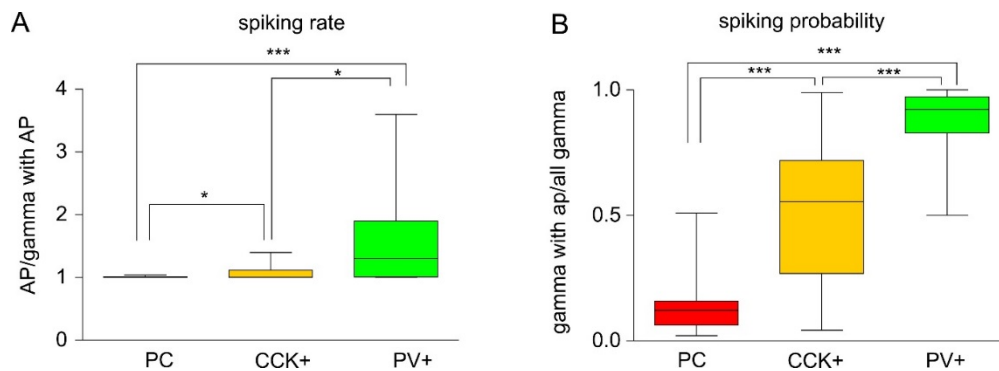 A
spiking rate
***
*
*
4
3
2
1
0
AP/gamma with AP
PC CCK+ PV+
B
spiking probability
***
*** ***
1.0
0.5
0.0
gamma with ap/all gamma
PC CCK+ PV+